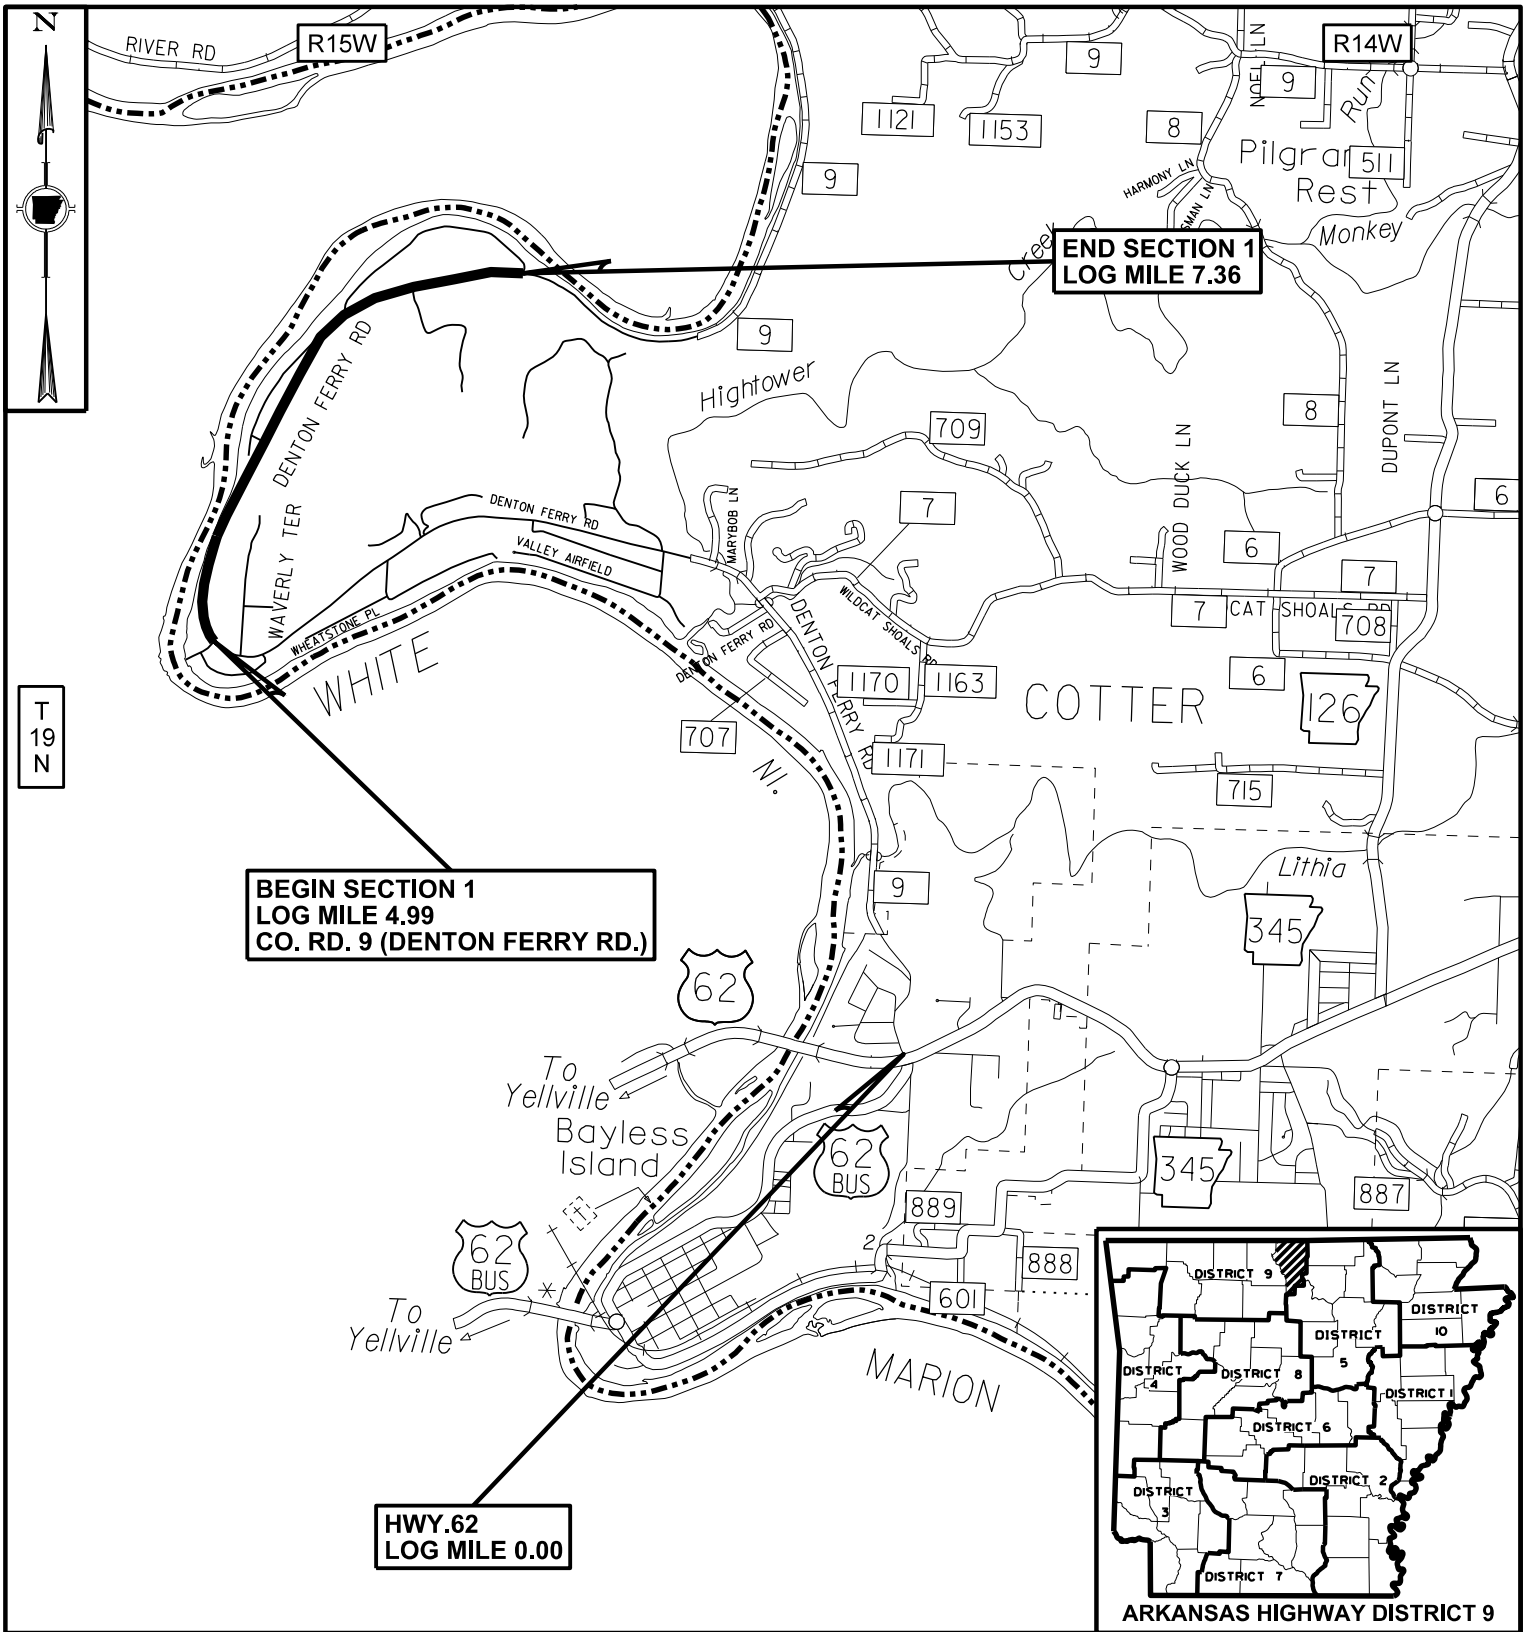 N
RIVER RD
R15W
9
NOEL LN
R14W
9
Run
1121
1153
8
Pilgram
Rest
511
HARMONY LN
SMAN LN
Monkey
9
Creek
END SECTION 1
LOG MILE 7.36
9
Hightower
DENTON FERRY RD
WAVERLY TER
DENTON FERRY RD
VALLEY AIRFIELD
WHEATSTONE PL
MARYBOB LN
709
7
WOOD DUCK LN
8
DUPONT LN
6
6
7
7
CAT SHOALS RD
708
6
WILDCAT SHOALS RD
DENTON FERRY RD
DENTON FERRY RD
1170
1163
COTTER
126
WHITE
T
19
N
707
1171
NI.
715
Lithia
BEGIN SECTION 1
LOG MILE 4.99
CO. RD. 9 (DENTON FERRY RD.)
9
345
62
To
Yellville
Bayless
Island
62
BUS
345
887
889
2
888
62
BUS
601
To
Yellville
MARION
HWY.62
LOG MILE 0.00
DISTRICT 9
DISTRICT
10
DISTRICT
5
DISTRICT
4
DISTRICT 8
DISTRICT 1
DISTRICT 6
DISTRICT 2
DISTRICT
3
DISTRICT 7
ARKANSAS HIGHWAY DISTRICT 9